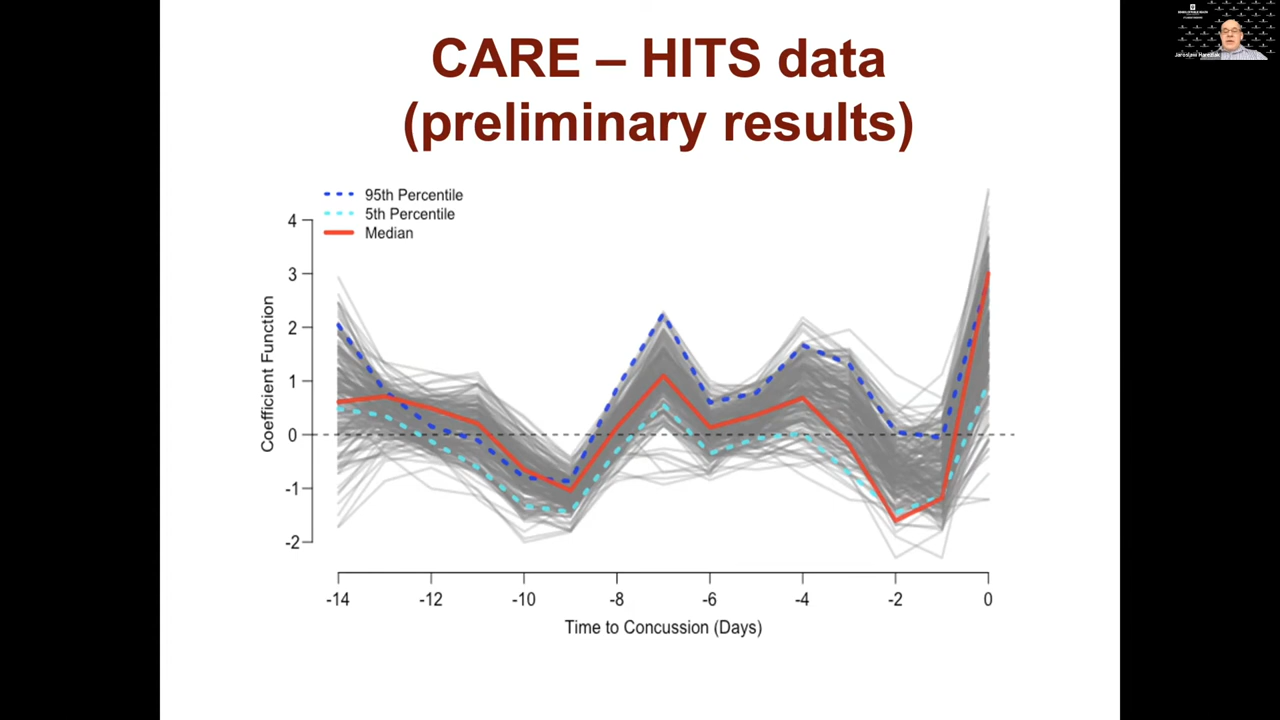 CARE – HITS data
(preliminary results)
95th Percentile
5th Percentile
Median
Coefficient Function
4
3
2
1
0
-1
-2
-14
-12
-10
-8
-6
-4
-2
0
Time to Concussion (Days)